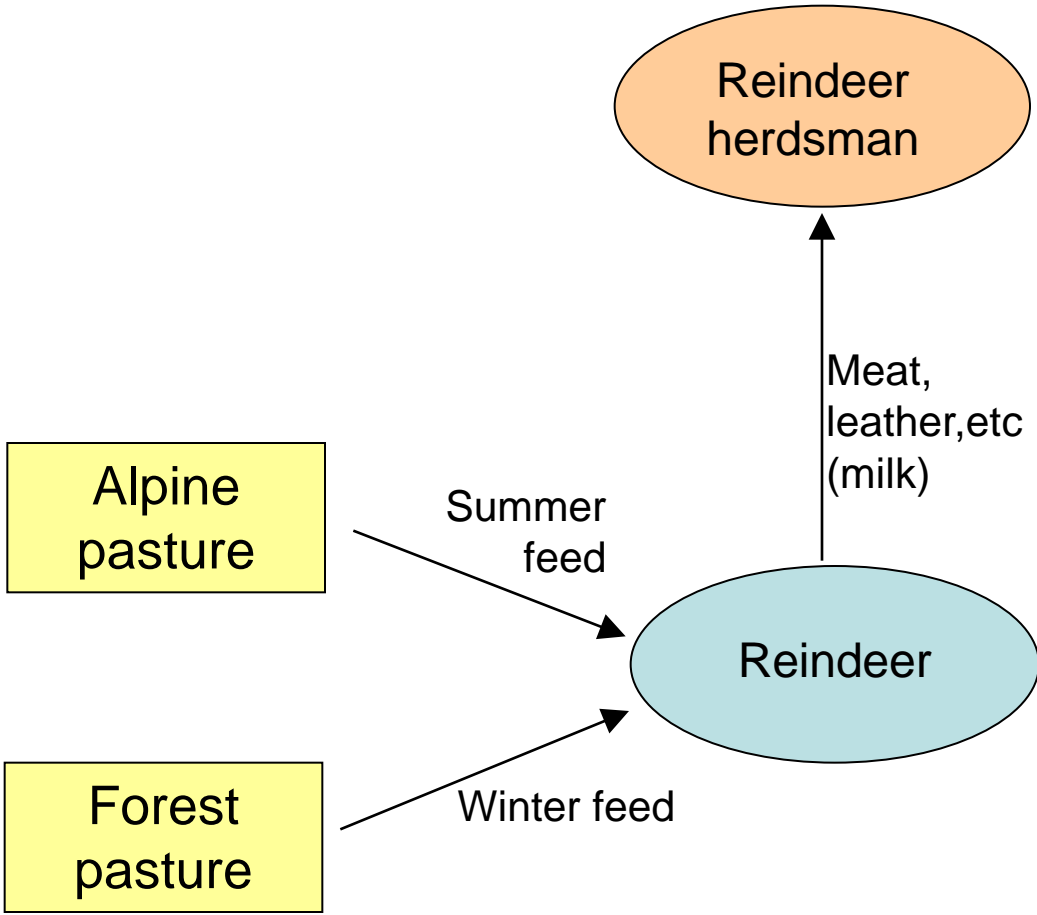 Reindeer
herdsman
Meat,
leather,etc
(milk)
Alpine
pasture
Summer
feed
Reindeer
Forest
pasture
Winter feed